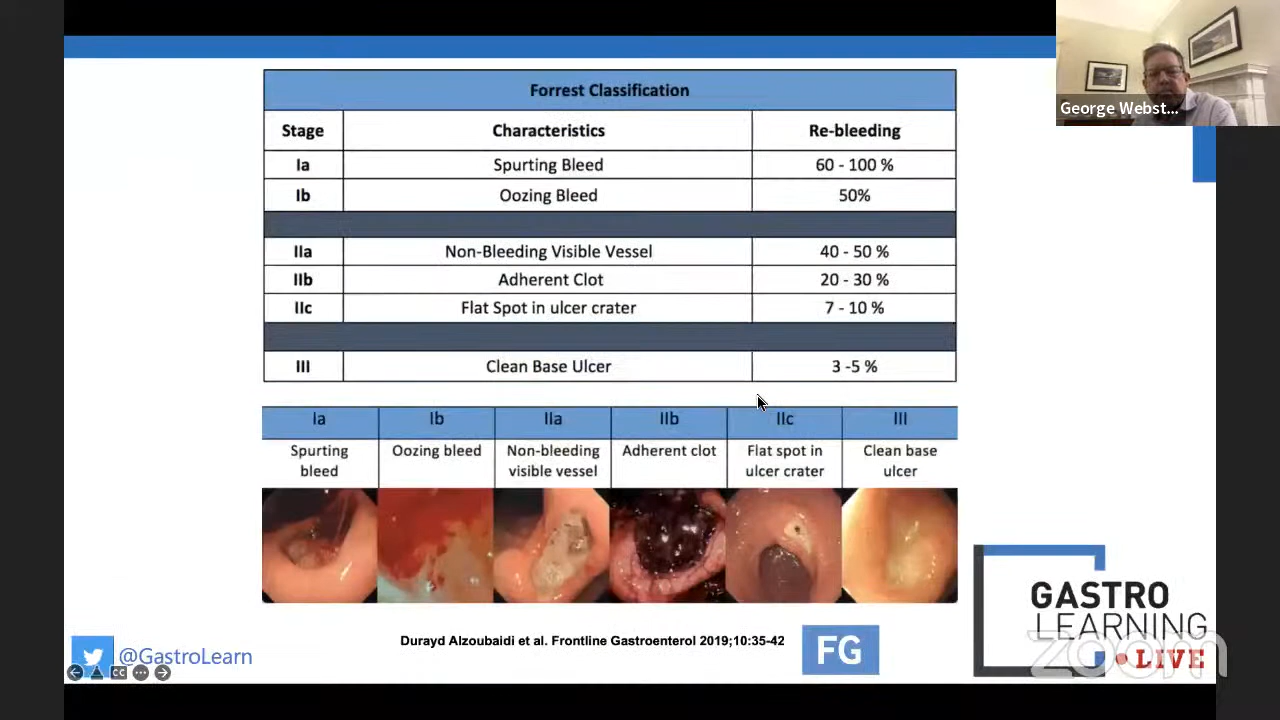 Forrest Classification
Stage Characteristics Re-bleeding
Ia Spurting Bleed 60 - 100 %
Ib Oozing Bleed 50%
IIa Non-Bleeding Visible Vessel 40 - 50 %
IIb Adherent Clot 20 - 30 %
IIc Flat Spot in ulcer crater 7 - 10 %
III Clean Base Ulcer 3 -5 %
Ia Ib IIa IIb IIc III
Spurting bleed
Oozing bleed
Non-bleeding visible vessel
Adherent clot
Flat spot in ulcer crater
Clean base ulcer
Durayd Alzoubaidi et al. Frontline Gastroenterol 2019;10:35-42
FG
@GastroLearn
CC
GASTRO
LEARNING
LIVE
zoom
George Webst...